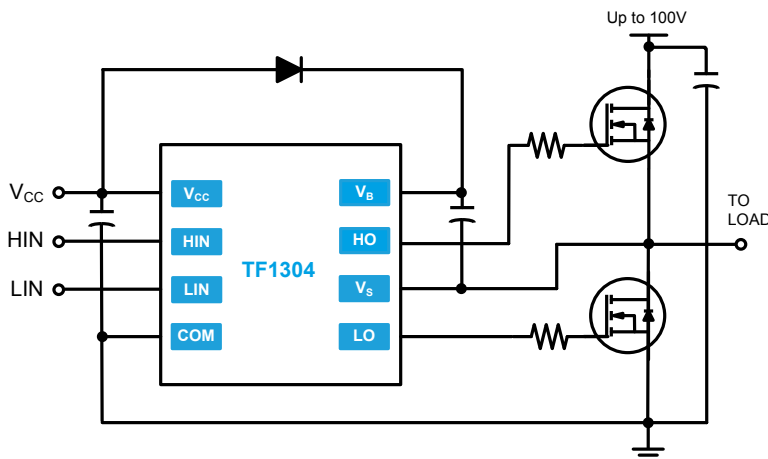 Up to 100V
VCC
HIN
LIN
VCC
HIN
LIN
COM
TF1304
VB
HO
VS
LO
TO
LOAD